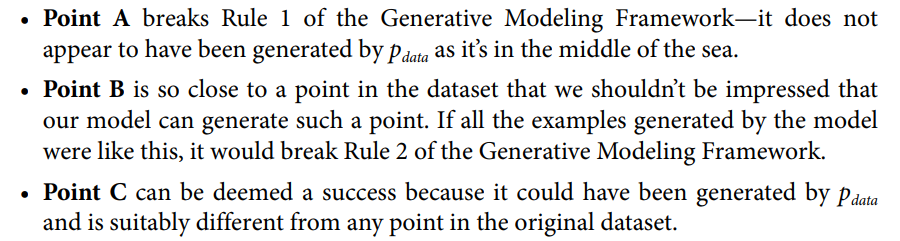 • Point A breaks Rule 1 of the Generative Modeling Framework—it does not
appear to have been generated by pdata as it’s in the middle of the sea.
• Point B is so close to a point in the dataset that we shouldn’t be impressed that
our model can generate such a point. If all the examples generated by the model
were like this, it would break Rule 2 of the Generative Modeling Framework.
• Point C can be deemed a success because it could have been generated by pdata
and is suitably different from any point in the original dataset.